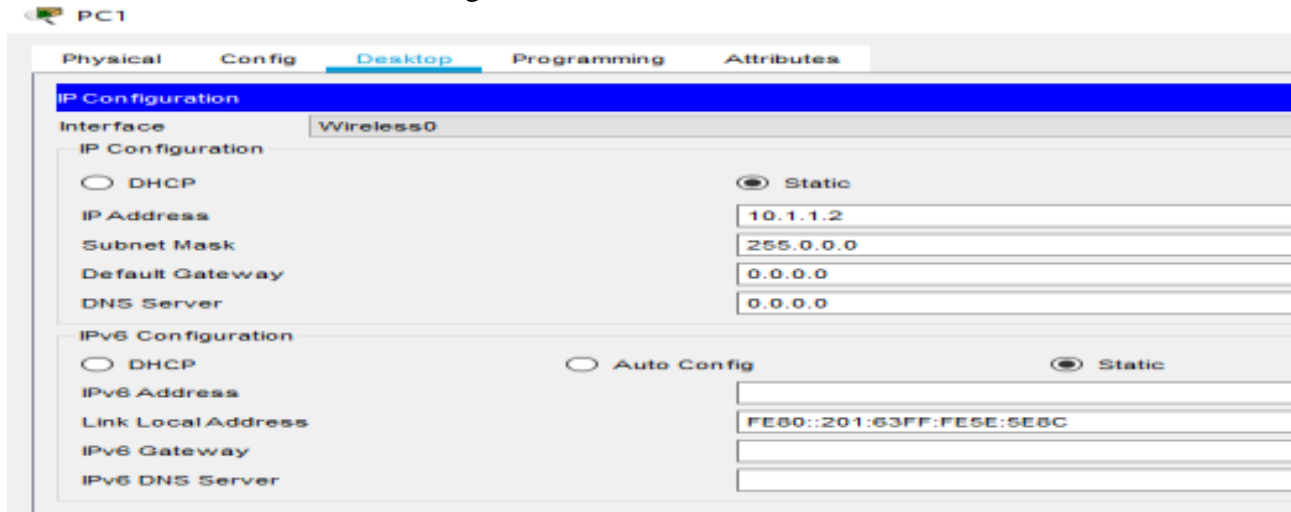 PC1
Physical Config Desktop Programming Attributes
IP Configuration
Interface Wireless0
IP Configuration
DHCP Static
IP Address 10.1.1.2
Subnet Mask 255.0.0.0
Default Gateway 0.0.0.0
DNS Server 0.0.0.0
IPv6 Configuration
DHCP Auto Config Static
IPv6 Address
Link Local Address FE80::201:63FF:FE5E:5E8C
IPv6 Gateway
IPv6 DNS Server